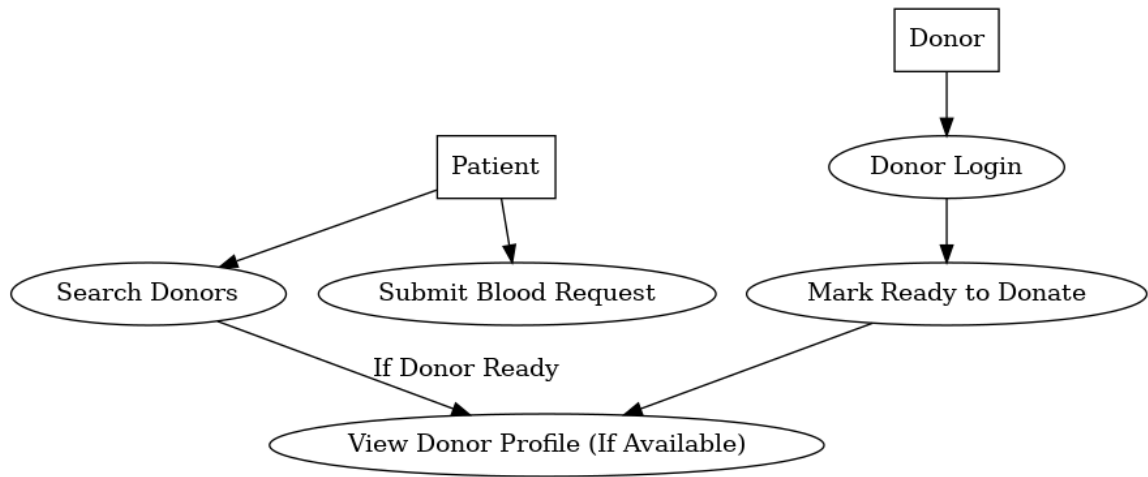 Donor
Patient
Donor Login
Search Donors
Submit Blood Request
Mark Ready to Donate
If Donor Ready
View Donor Profile (If Available)